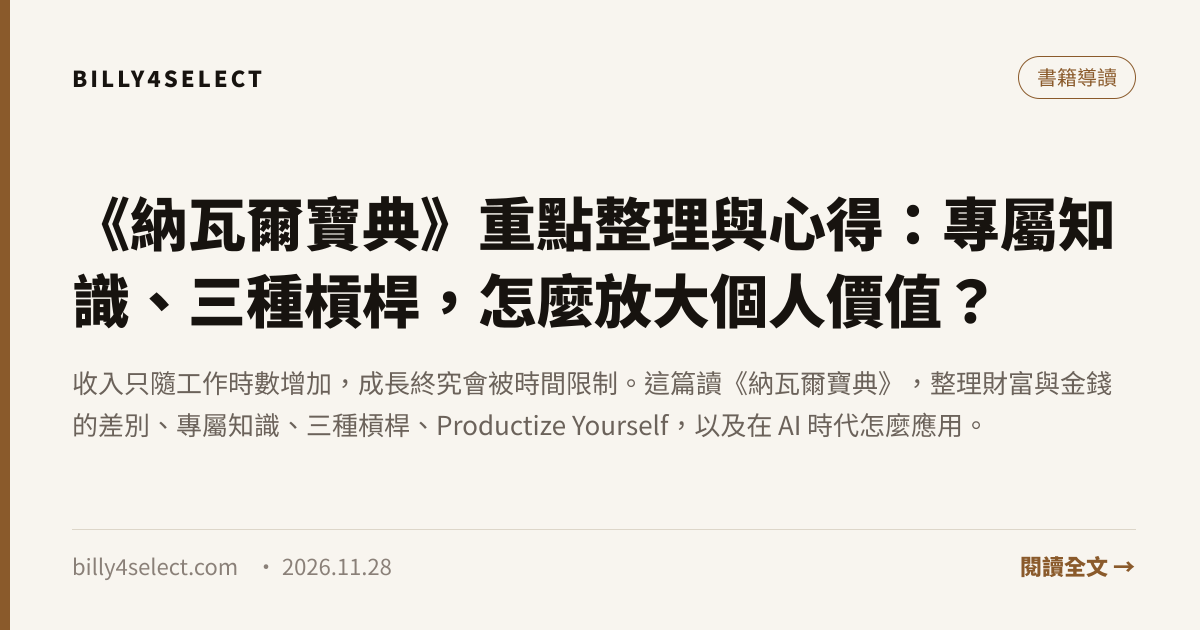 BILLY4SELECT
書籍導讀
《納瓦爾寶典》重點整理與心得：專屬知
識、三種槓桿，怎麼放大個人價值？
收入只隨工作時數增加，成長終究會被時間限制。這篇讀《納瓦爾寶典》，整理財富與金錢
的差別、專屬知識、三種槓桿、Productize Yourself，以及在 AI 時代怎麼應用。
billy4select.com ・ 2026.11.28
閱讀全文 →